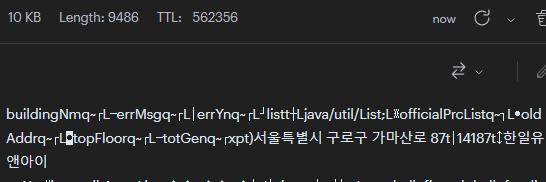 10 KB Length: 9486 TTL: 562356 now
buildingNmq~┌L─errMsgq~┌L│errYnq~┌L┘listt┼Ljava/util/List;L officialPrcListq~┐L•old
Addrq~┌L◘topFloorq~┌L─totGenq~┌xpt)서울특별시 구로구 가마산로 87t│14187t↕한일유
앤아이